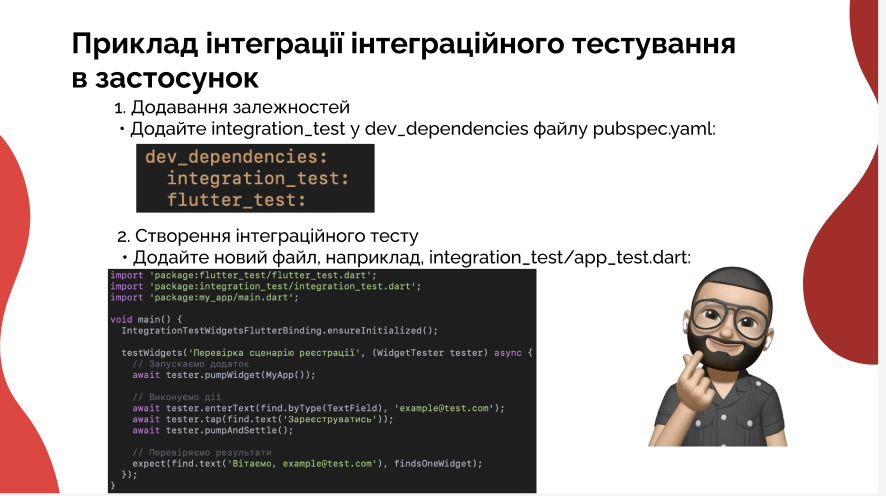 Приклад інтеграції інтеграційного тестування
в застосунок
1. Додавання залежностей
• Додайте integration_test у dev_dependencies файлу pubspec.yaml:
dev_dependencies:
  integration_test:
  flutter_test:
2. Створення інтеграційного тесту
• Додайте новий файл, наприклад, integration_test/app_test.dart:
import 'package:flutter_test/flutter_test.dart';
import 'package:integration_test/integration_test.dart';
import 'package:my_app/main.dart';
void main() {
  IntegrationTestWidgetsFlutterBinding.ensureInitialized();
  testWidgets('Перевірка сценарію реєстрації', (WidgetTester tester) async {
    // Запускаємо додаток
    await tester.pumpWidget(MyApp());
    // Виконуємо дії
    await tester.enterText(find.byType(TextField), 'example@test.com');
    await tester.tap(find.text('Зареєструватись'));
    await tester.pumpAndSettle();
    // Перевіряємо результати
    expect(find.text('Вітаємо, example@test.com'), findsOneWidget);
  });
}